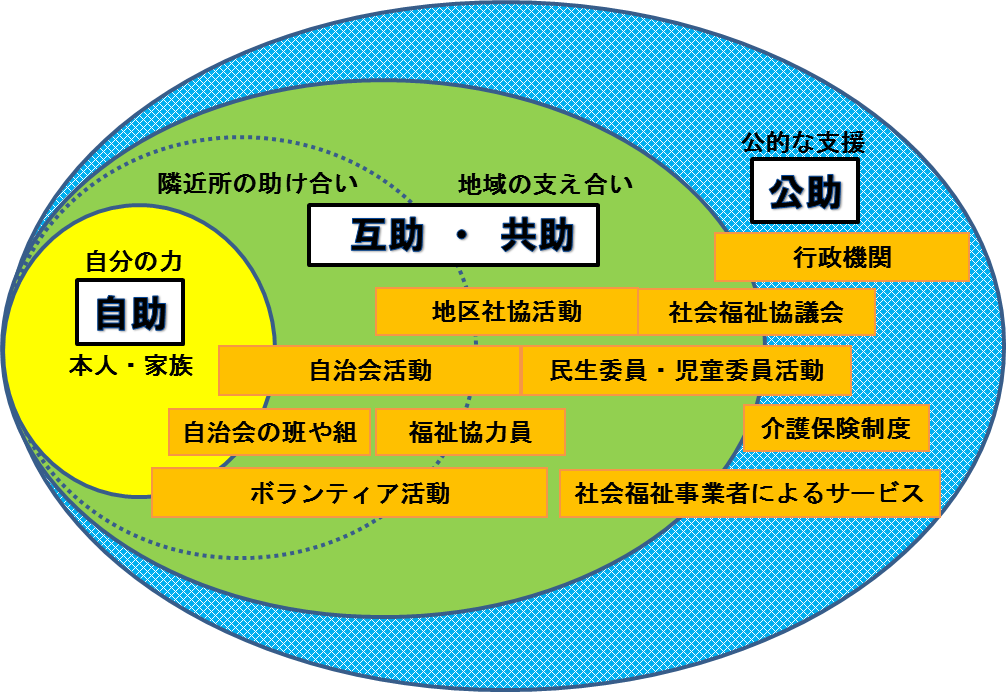 公的な支援
公助
隣近所の助け合い
地域の支え合い
互助 ・ 共助
自分の力
自助
本人・家族
行政機関
地区社協活動
社会福祉協議会
自治会活動
民生委員・児童委員活動
自治会の班や組
福祉協力員
介護保険制度
ボランティア活動
社会福祉事業者によるサービス